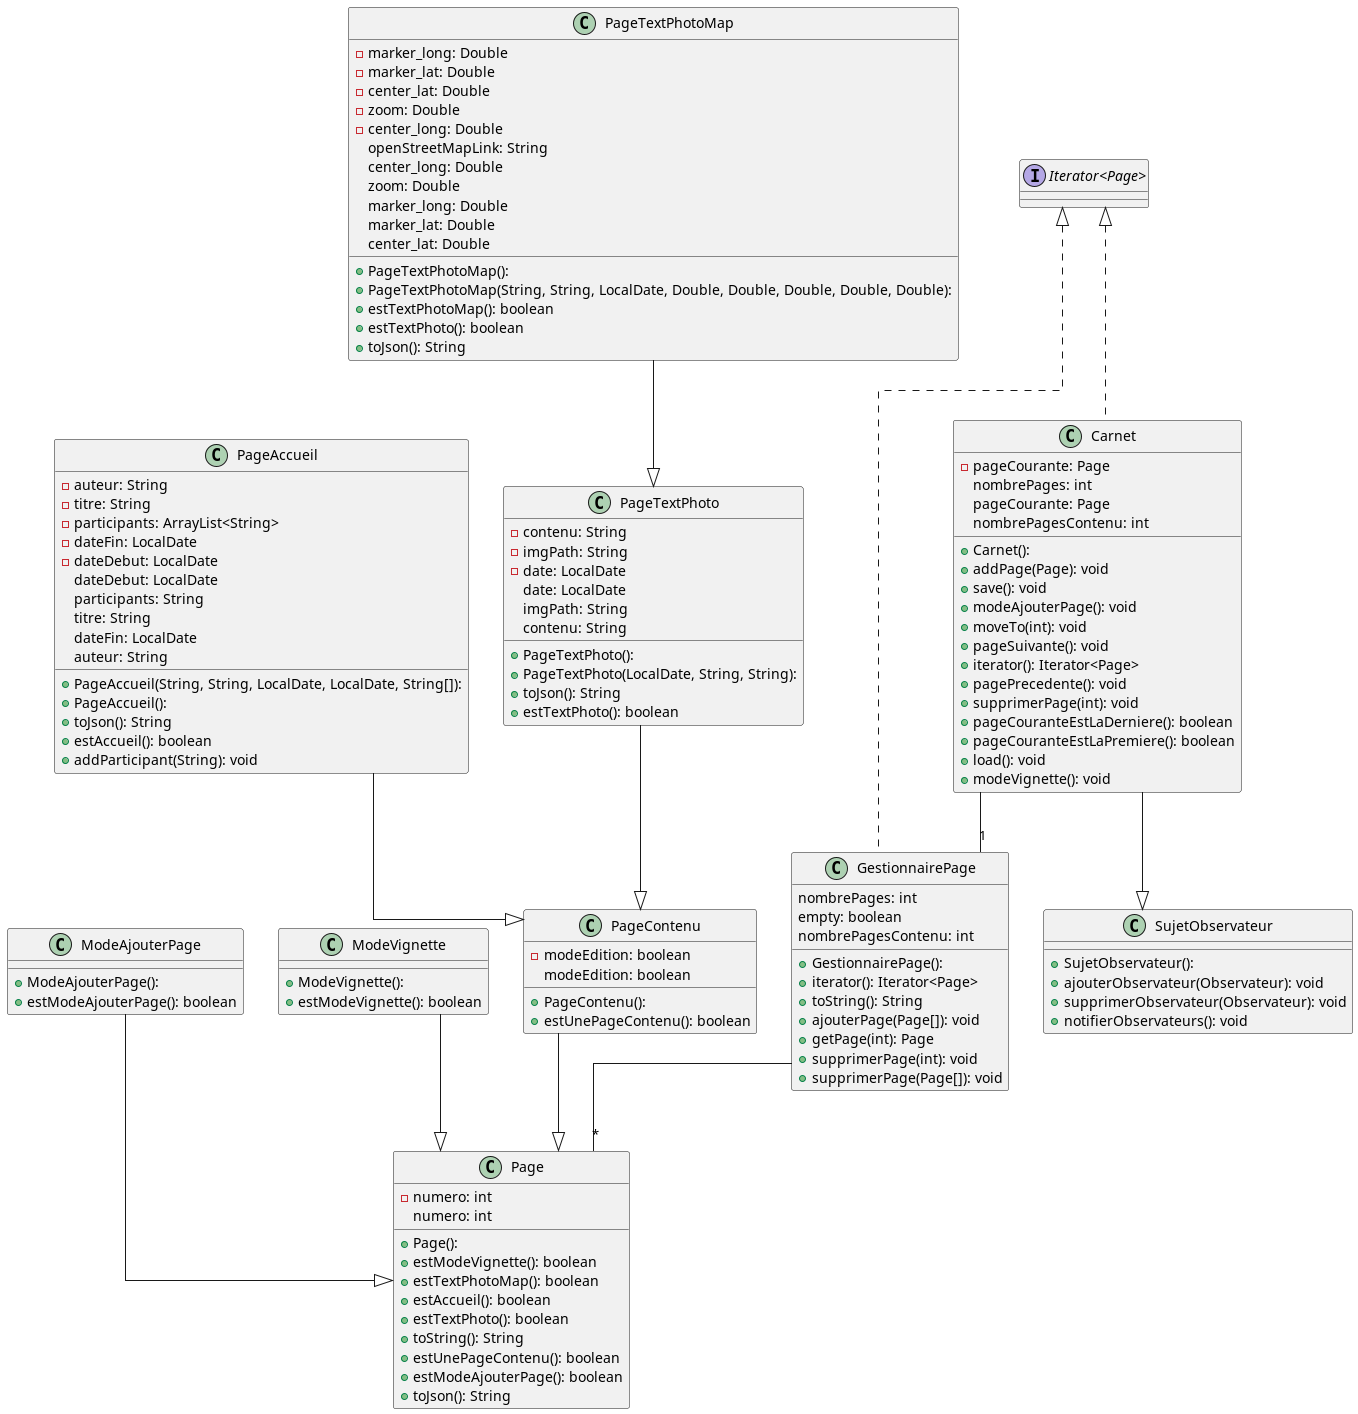 C PageTextPhotoMap
marker_long: Double
marker_lat: Double
center_lat: Double
zoom: Double
center_long: Double
openStreetMapLink: String
center_long: Double
zoom: Double
marker_long: Double
marker_lat: Double
center_lat: Double
PageTextPhotoMap():
PageTextPhotoMap(String, String, LocalDate, Double, Double, Double, Double, Double):
estTextPhotoMap(): boolean
estTextPhoto(): boolean
toJson(): String
I Iterator<Page>
C PageAccueil
auteur: String
titre: String
participants: ArrayList<String>
dateFin: LocalDate
dateDebut: LocalDate
dateDebut: LocalDate
participants: String
titre: String
dateFin: LocalDate
auteur: String
PageAccueil(String, String, LocalDate, LocalDate, String[]):
PageAccueil():
toJson(): String
estAccueil(): boolean
addParticipant(String): void
C PageTextPhoto
contenu: String
imgPath: String
date: LocalDate
date: LocalDate
imgPath: String
contenu: String
PageTextPhoto():
PageTextPhoto(LocalDate, String, String):
toJson(): String
estTextPhoto(): boolean
C Carnet
pageCourante: Page
nombrePages: int
pageCourante: Page
nombrePagesContenu: int
Carnet():
addPage(Page): void
save(): void
modeAjouterPage(): void
moveTo(int): void
pageSuivante(): void
iterator(): Iterator<Page>
pagePrecedente(): void
supprimerPage(int): void
pageCouranteEstLaDerniere(): boolean
pageCouranteEstLaPremiere(): boolean
load(): void
modeVignette(): void
1
C ModeAjouterPage
ModeAjouterPage():
estModeAjouterPage(): boolean
C ModeVignette
ModeVignette():
estModeVignette(): boolean
C PageContenu
modeEdition: boolean
modeEdition: boolean
PageContenu():
estUnePageContenu(): boolean
C GestionnairePage
nombrePages: int
empty: boolean
nombrePagesContenu: int
GestionnairePage():
iterator(): Iterator<Page>
toString(): String
ajouterPage(Page[]): void
getPage(int): Page
supprimerPage(int): void
supprimerPage(Page[]): void
C SujetObservateur
SujetObservateur():
ajouterObservateur(Observateur): void
supprimerObservateur(Observateur): void
notifierObservateurs(): void
*
C Page
numero: int
numero: int
Page():
estModeVignette(): boolean
estTextPhotoMap(): boolean
estAccueil(): boolean
estTextPhoto(): boolean
toString(): String
estUnePageContenu(): boolean
estModeAjouterPage(): boolean
toJson(): String